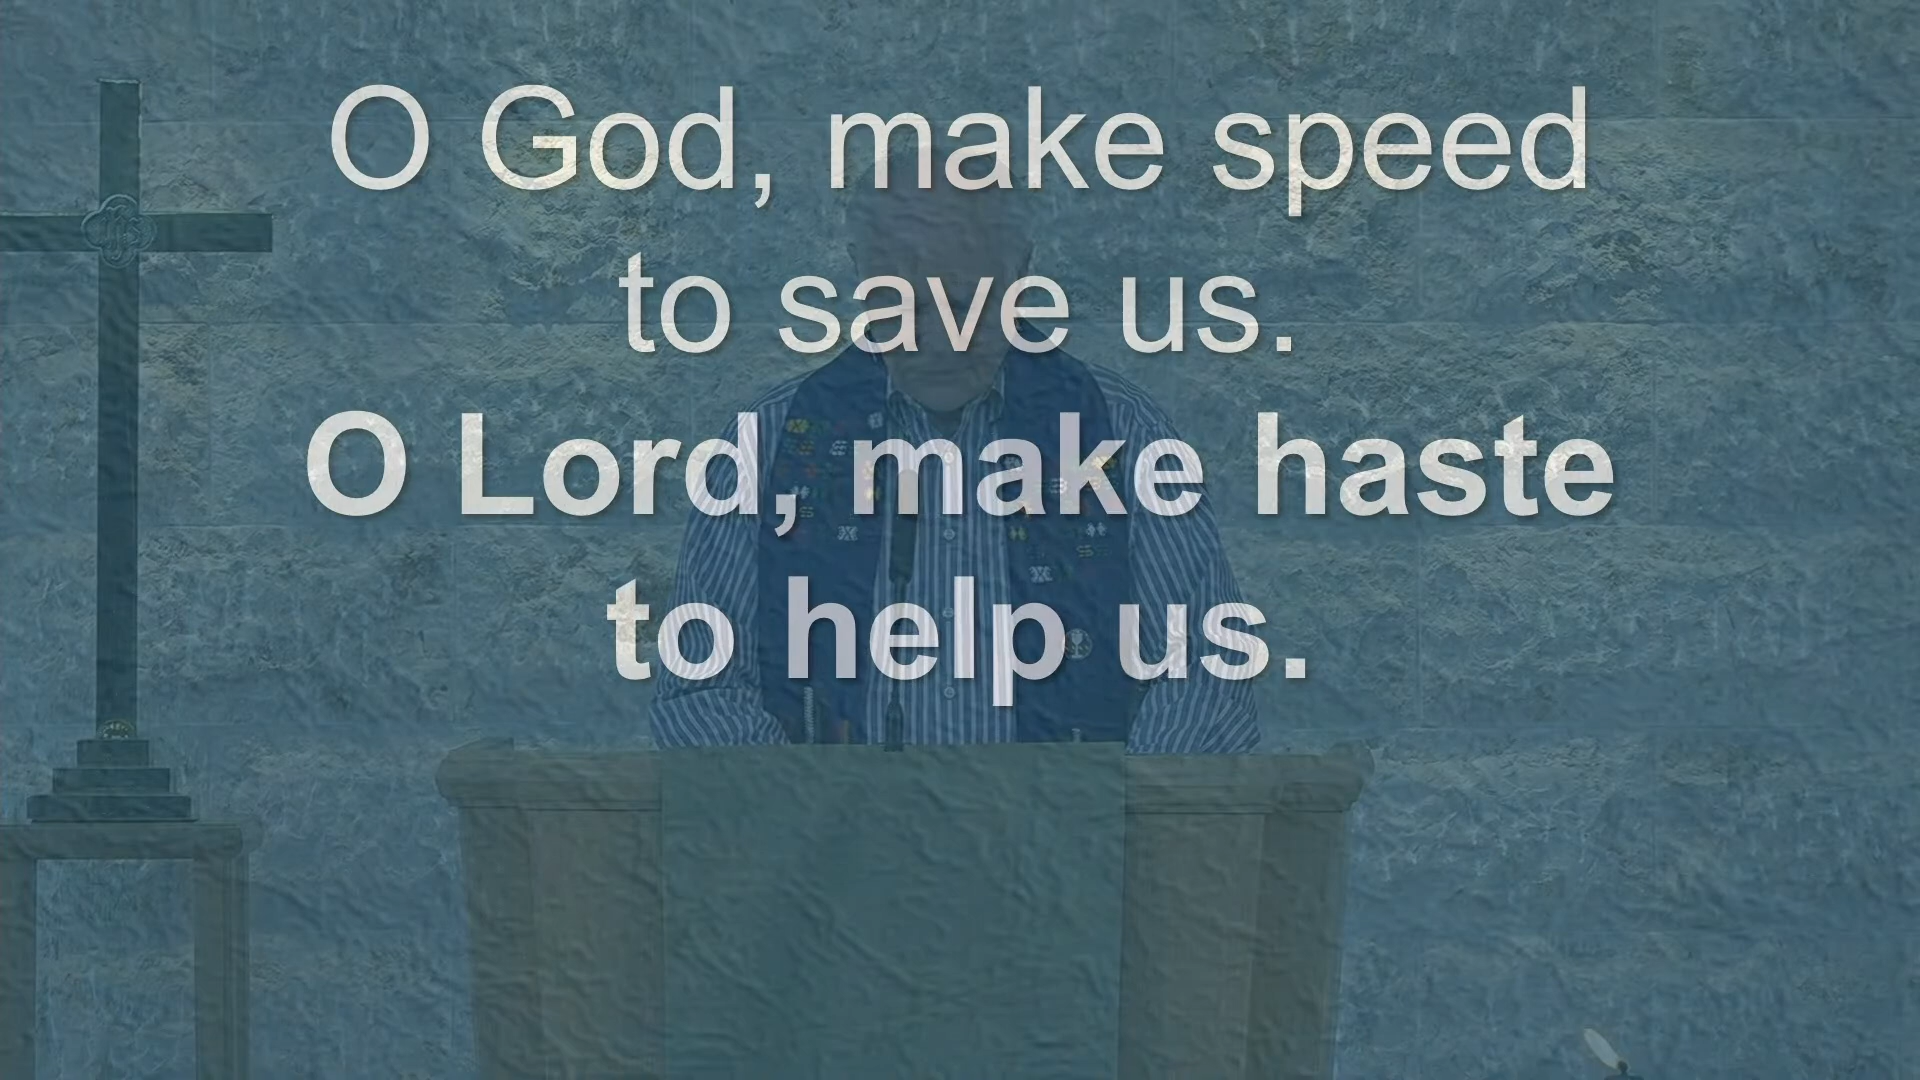 O God, make speed
to save us.
O Lord, make haste
to help us.